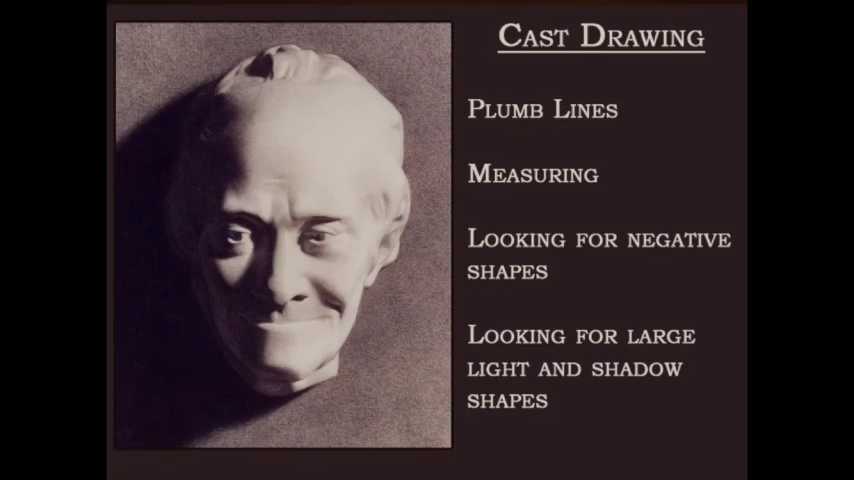 Cast Drawing
Plumb Lines
Measuring
Looking for negative
shapes
Looking for large
light and shadow
shapes